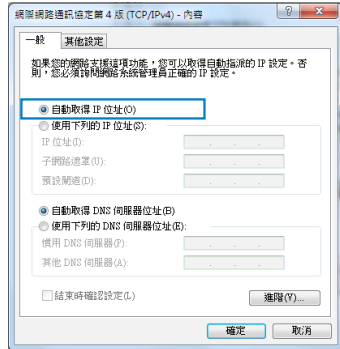 網際網路通訊協定第 4 版 (TCP/IPv4) - 內容
一般
其他設定
如果您的網路支援這項功能，您可以取得自動指派的 IP 設定。否
則，您必須詢問網路系統管理員正確的 IP 設定。
自動取得 IP 位址(O)
使用下列的 IP 位址(S):
IP 位址(I):
子網路遮罩(U):
預設閘道(D):
自動取得 DNS 伺服器位址(B)
使用下列的 DNS 伺服器位址(E):
慣用 DNS 伺服器(P):
其他 DNS 伺服器(A):
結束時確認設定(L)
進階(V)...
確定
取消